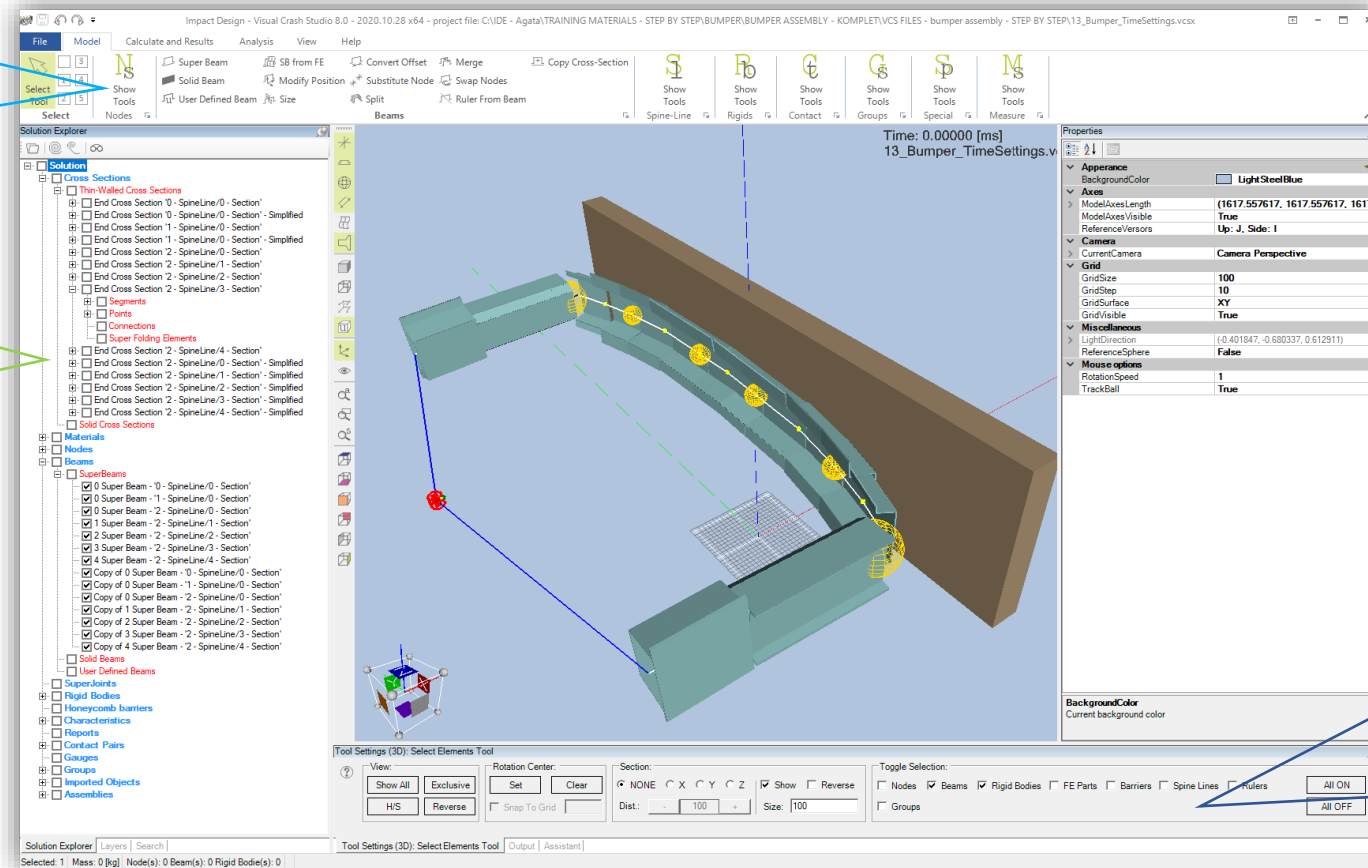 Impact Design - Visual Crash Studio 8.0 - 2020.10.28 x64 - project file: C:\IDE - Agata\TRAINING MATERIALS - STEP BY STEP\BUMPER\BUMPER ASSEMBLY - KOMPLET\VCS FILES - bumper assembly - STEP BY STEP\13_Bumper_TimeSettings.vcsx
File Model Calculate and Results Analysis View Help
Select Tool
3
1 4
2 5
Select
Ns
Show Tools
Nodes
Super Beam SB from FE Convert Offset Merge Copy Cross-Section
Solid Beam Modify Position Substitute Node Swap Nodes
User Defined Beam Size Split Ruler From Beam
Beams
Show Tools
Spine-Line
Show Tools
Rigids
Show Tools
Contact
Show Tools
Groups
Show Tools
Special
Show Tools
Measure
Solution Explorer
Solution
Cross Sections
Thin-Walled Cross Sections
End Cross Section '0 - SpineLine/0 - Section'
End Cross Section '0 - SpineLine/0 - Section' - Simplified
End Cross Section '1 - SpineLine/0 - Section'
End Cross Section '1 - SpineLine/0 - Section' - Simplified
End Cross Section '2 - SpineLine/0 - Section'
End Cross Section '2 - SpineLine/1 - Section'
End Cross Section '2 - SpineLine/2 - Section'
End Cross Section '2 - SpineLine/3 - Section'
Segments
Points
Connections
Super Folding Elements
End Cross Section '2 - SpineLine/4 - Section'
End Cross Section '2 - SpineLine/0 - Section' - Simplified
End Cross Section '2 - SpineLine/1 - Section' - Simplified
End Cross Section '2 - SpineLine/2 - Section' - Simplified
End Cross Section '2 - SpineLine/3 - Section' - Simplified
End Cross Section '2 - SpineLine/4 - Section' - Simplified
Solid Cross Sections
Materials
Nodes
Beams
SuperBeams
0 Super Beam - '0 - SpineLine/0 - Section'
0 Super Beam - '1 - SpineLine/0 - Section'
0 Super Beam - '2 - SpineLine/0 - Section'
1 Super Beam - '2 - SpineLine/1 - Section'
2 Super Beam - '2 - SpineLine/2 - Section'
3 Super Beam - '2 - SpineLine/3 - Section'
4 Super Beam - '2 - SpineLine/4 - Section'
Copy of 0 Super Beam - '0 - SpineLine/0 - Section'
Copy of 0 Super Beam - '1 - SpineLine/0 - Section'
Copy of 0 Super Beam - '2 - SpineLine/0 - Section'
Copy of 1 Super Beam - '2 - SpineLine/1 - Section'
Copy of 2 Super Beam - '2 - SpineLine/2 - Section'
Copy of 3 Super Beam - '2 - SpineLine/3 - Section'
Copy of 4 Super Beam - '2 - SpineLine/4 - Section'
Solid Beams
User Defined Beams
SuperJoints
Rigid Bodies
Honeycomb barriers
Characteristics
Reports
Contact Pairs
Gauges
Groups
Imported Objects
Assemblies
Solution Explorer Layers Search
Time: 0.00000 [ms]
13_Bumper_TimeSettings.v
Properties
Apperance
BackgroundColor LightSteelBlue
Axes
ModelAxesLength (1617.557617, 1617.557617, 1617
ModelAxesVisible True
ReferenceVersors Up: J, Side: I
Camera
CurrentCamera Camera Perspective
Grid
GridSize 100
GridStep 10
GridSurface XY
GridVisible True
Miscellaneous
LightDirection (-0.401847, -0.680337, 0.612911)
ReferenceSphere False
Mouse options
RotationSpeed 1
TrackBall True
BackgroundColor
Current background color
Tool Settings (3D): Select Elements Tool
View: Rotation Center: Section: Toggle Selection:
Show All Exclusive Set Clear NONE X Y Z Show Reverse Nodes Beams Rigid Bodies FE Parts Barriers Spine Lines Rulers All ON
H/S Reverse Snap To Grid Dist.: - 100 + Size: 100 Groups All OFF
Tool Settings (3D): Select Elements Tool Output Assistant
Selected: 1 Mass: 0 [kg] Node(s): 0 Beam(s): 0 Rigid Bodie(s): 0